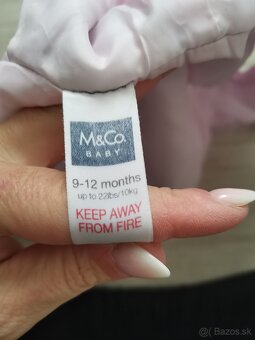 M&Co.
BABY
9-12 months
up to 22lbs/10kg
KEEP AWAY
FROM FIRE
Bazos.sk